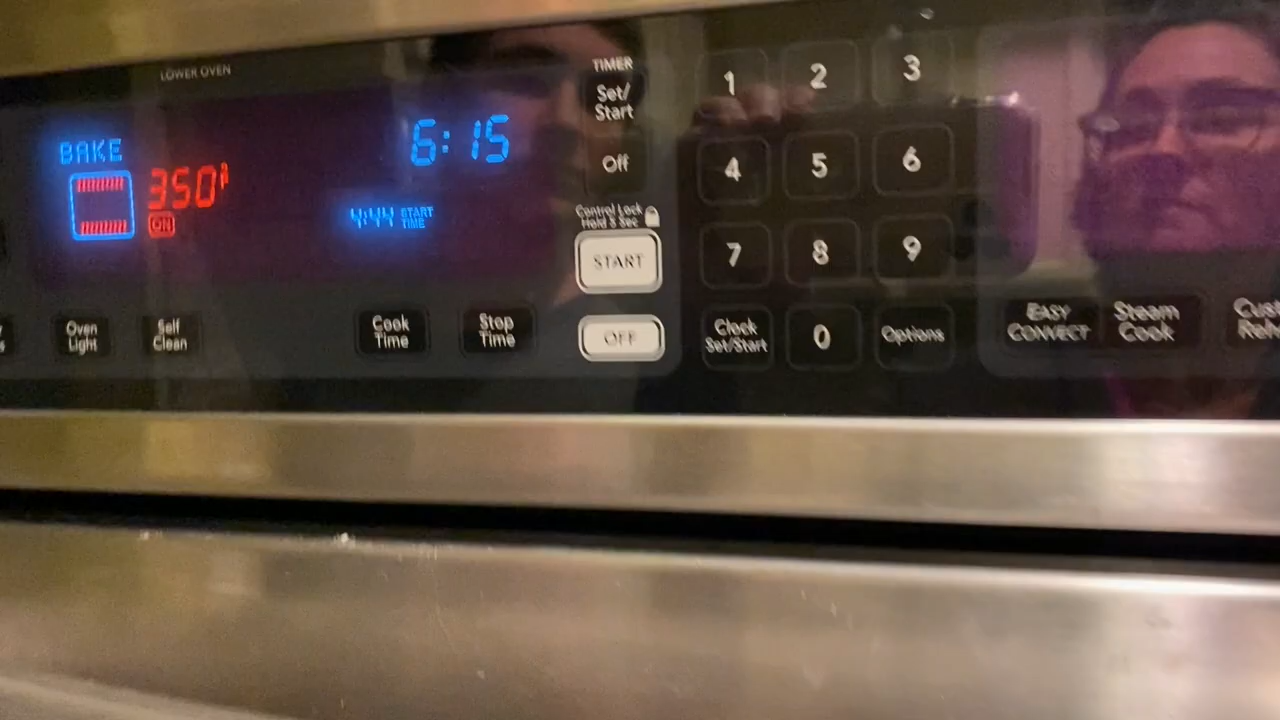 LOWER OVEN
BAKE
350°
ON
6:15
4:44 START TIME
TIMER
Set/
Start
Off
Control Lock
Hold 3 Sec
START
OFF
Oven
Light
Self
Clean
Cook
Time
Stop
Time
1 2 3
4 5 6
7 8 9
Clock
Set/Start
0
Options
EASY
CONNECT
Steam
Cook